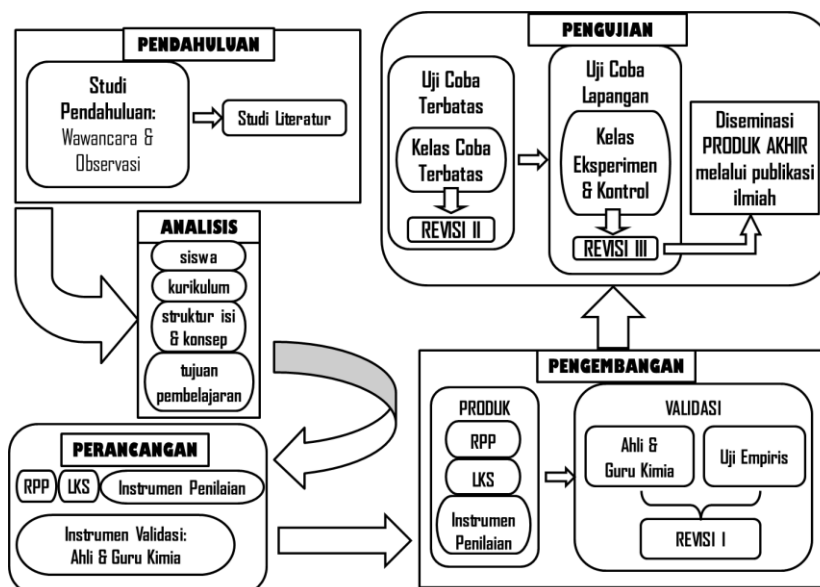 PENDAHULUAN
Studi
Pendahuluan:
Wawancara &
Observasi
Studi Literatur
ANALISIS
siswa
kurikulum
struktur isi
& konsep
tujuan
pembelajaran
PERANCANGAN
RPP
LKS
Instrumen Penilaian
Instrumen Validasi:
Ahli & Guru Kimia
PENGEMBANGAN
PRODUK
RPP
LKS
Instrumen
Penilaian
VALIDASI
Ahli &
Guru Kimia
Uji Empiris
REVISI I
PENGUJIAN
Uji Coba
Terbatas
Kelas Coba
Terbatas
REVISI II
Uji Coba
Lapangan
Kelas
Eksperimen
& Kontrol
REVISI III
Diseminasi
PRODUK AKHIR
melalui publikasi
ilmiah